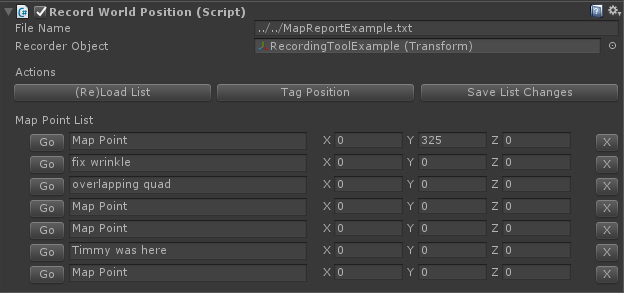 Record World Position (Script)
File Name ../../MapReportExample.txt
Recorder Object RecordingToolExample (Transform)
Actions
(Re)Load List Tag Position Save List Changes
Map Point List
Go Map Point X 0 Y 325 Z 0 X
Go fix wrinkle X 0 Y 0 Z 0 X
Go overlapping quad X 0 Y 0 Z 0 X
Go Map Point X 0 Y 0 Z 0 X
Go Map Point X 0 Y 0 Z 0 X
Go Timmy was here X 0 Y 0 Z 0 X
Go Map Point X 0 Y 0 Z 0 X